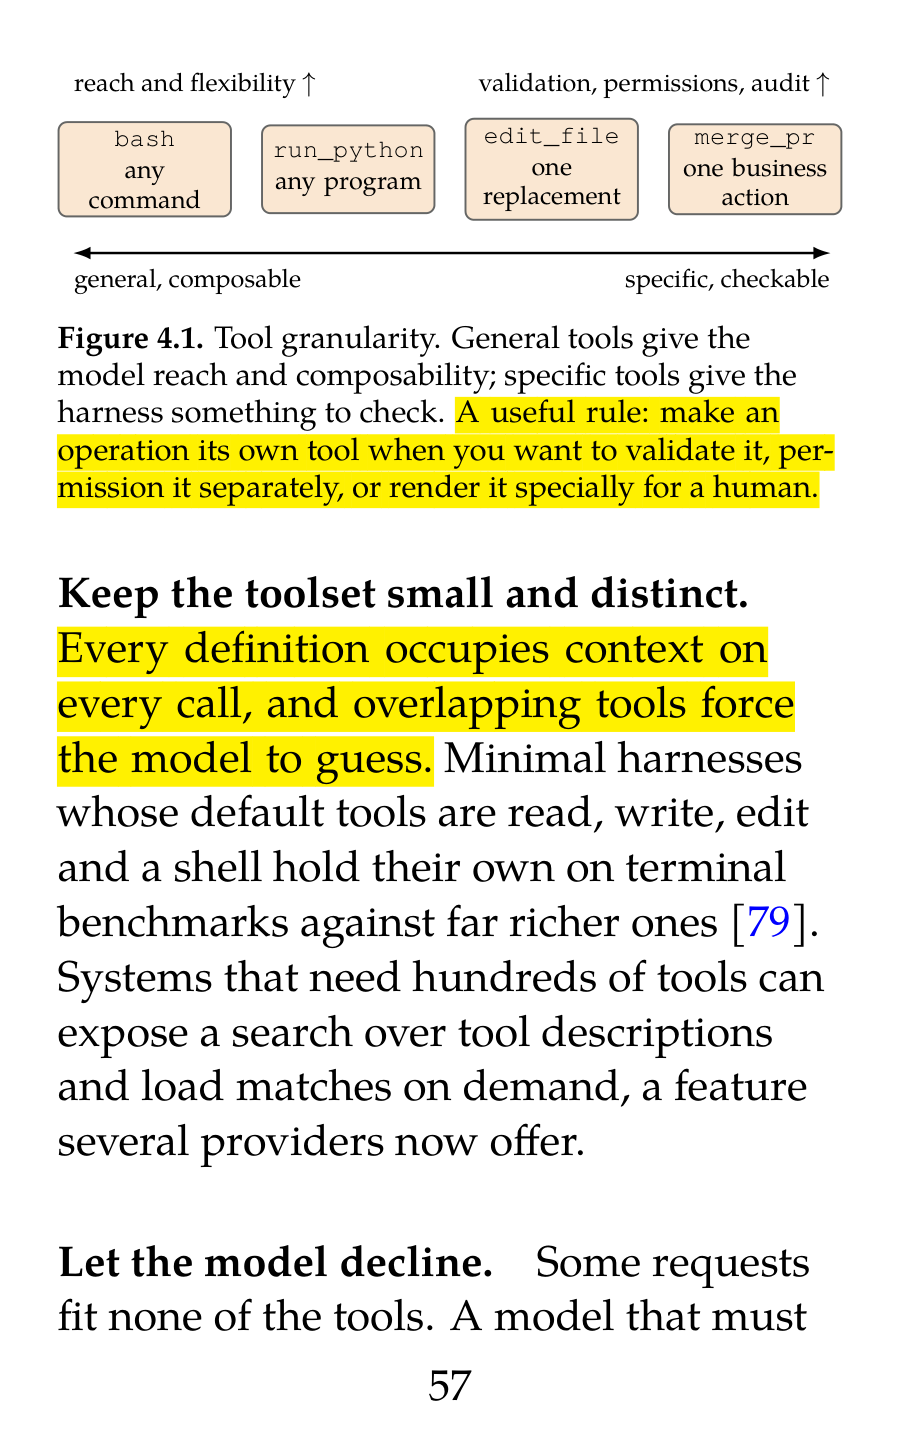 reach and flexibility ↑
validation, permissions, audit ↑
bash
any
command
run_python
any program
edit_file
one
replacement
merge_pr
one business
action
general, composable
specific, checkable
Figure 4.1. Tool granularity. General tools give the
model reach and composability; specific tools give the
harness something to check. A useful rule: make an
operation its own tool when you want to validate it, per-
mission it separately, or render it specially for a human.
Keep the toolset small and distinct.
Every definition occupies context on
every call, and overlapping tools force
the model to guess. Minimal harnesses
whose default tools are read, write, edit
and a shell hold their own on terminal
benchmarks against far richer ones [79].
Systems that need hundreds of tools can
expose a search over tool descriptions
and load matches on demand, a feature
several providers now offer.
Let the model decline. Some requests
fit none of the tools. A model that must
57